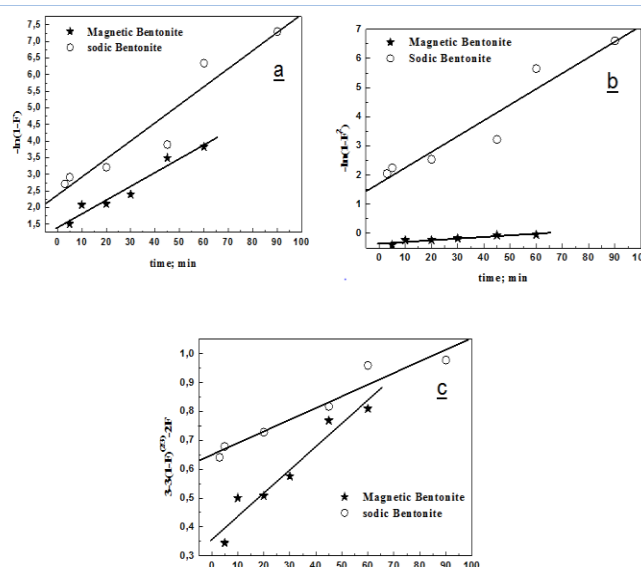 7,5
7,0
6,5
6,0
5,5
5,0
4,5
4,0
3,5
3,0
2,5
2,0
1,5
-ln(1-F)
Magnetic Bentonite
sodic Bentonite
a
0 10 20 30 40 50 60 70 80 90 100
time; min
7
6
5
4
3
2
1
0
-ln(1-F²)
Magnetic Bentonite
Sodic Bentonite
b
0 10 20 30 40 50 60 70 80 90 10
time; min
1,0
0,9
0,8
0,7
0,6
0,5
0,4
0,3
3-3(1-F)^(2/3)-2F
c
Magnetic Bentonite
sodic Bentonite
0 10 20 30 40 50 60 70 80 90 100